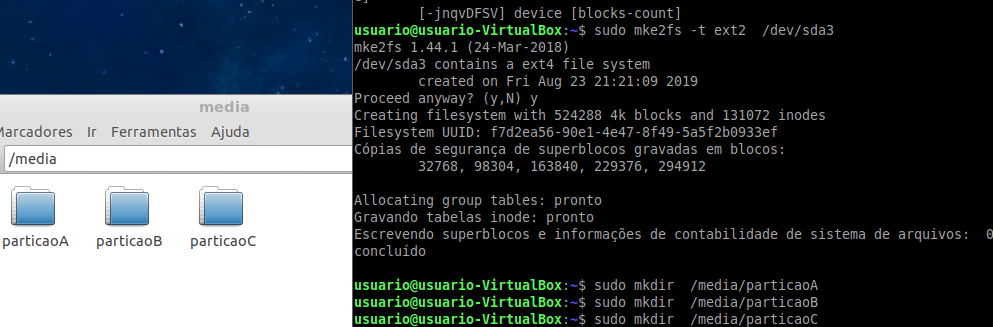 media
Marcadores Ir Ferramentas Ajuda
/media
particaoA particaoB particaoC
[-jnqvDFSV] device [blocks-count]
usuario@usuario-VirtualBox:~$ sudo mke2fs -t ext2  /dev/sda3
mke2fs 1.44.1 (24-Mar-2018)
/dev/sda3 contains a ext4 file system
created on Fri Aug 23 21:21:09 2019
Proceed anyway? (y,N) y
Creating filesystem with 524288 4k blocks and 131072 inodes
Filesystem UUID: f7d2ea56-90e1-4e47-8f49-5a5f2b0933ef
Cópias de segurança de superblocos gravadas em blocos:
32768, 98304, 163840, 229376, 294912
Allocating group tables: pronto
Gravando tabelas inode: pronto
Escrevendo superblocos e informações de contabilidade de sistema de arquivos:  0
concluído
usuario@usuario-VirtualBox:~$ sudo mkdir  /media/particaoA
usuario@usuario-VirtualBox:~$ sudo mkdir  /media/particaoB
usuario@usuario-VirtualBox:~$ sudo mkdir  /media/particaoC